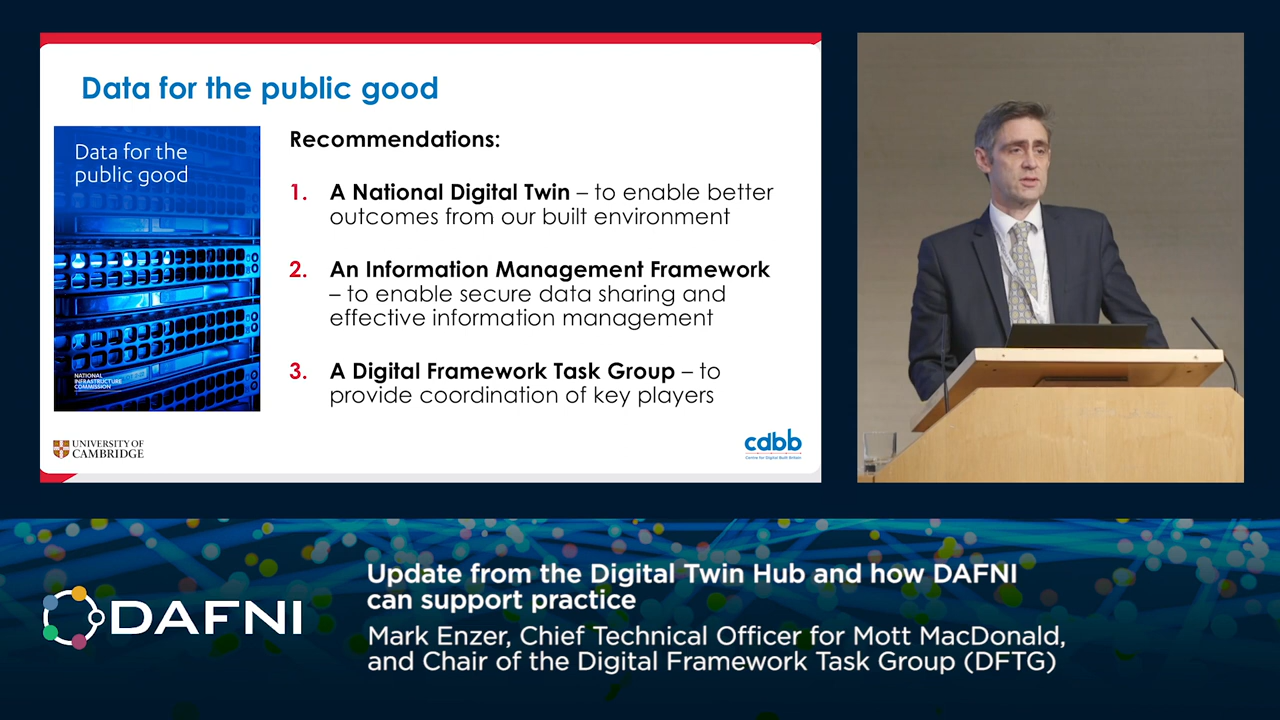 Data for the public good
Data for the
public good
NATIONAL
INFRASTRUCTURE
COMMISSION
Recommendations:
1. A National Digital Twin – to enable better
outcomes from our built environment
2. An Information Management Framework
– to enable secure data sharing and
effective information management
3. A Digital Framework Task Group – to
provide coordination of key players
UNIVERSITY OF
CAMBRIDGE
cdbb
Centre for Digital Built Britain
DAFNI
Update from the Digital Twin Hub and how DAFNI
can support practice
Mark Enzer, Chief Technical Officer for Mott MacDonald,
and Chair of the Digital Framework Task Group (DFTG)